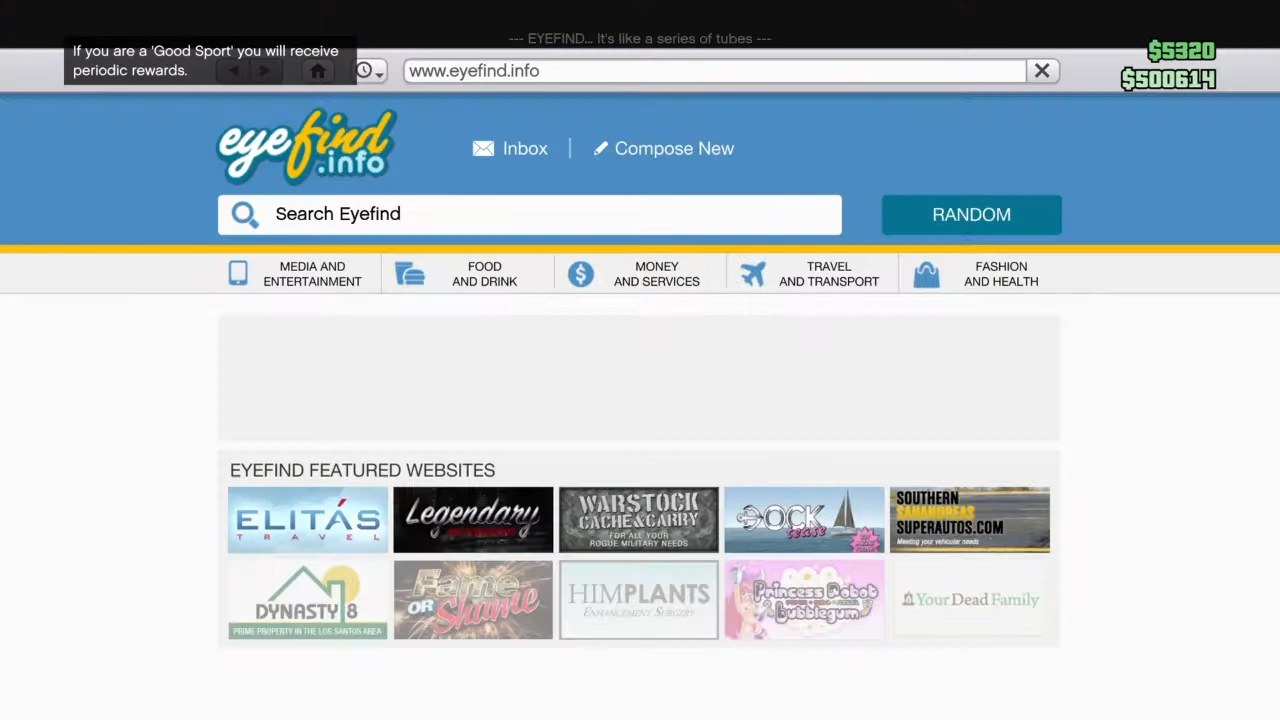 --- EYEFIND... It's like a series of tubes ---
If you are a 'Good Sport' you will receive
periodic rewards.
www.eyefind.info
$5320
$500614
eyefind
.info
Inbox
Compose New
Search Eyefind
RANDOM
MEDIA AND
ENTERTAINMENT
FOOD
AND DRINK
MONEY
AND SERVICES
TRAVEL
AND TRANSPORT
FASHION
AND HEALTH
EYEFIND FEATURED WEBSITES
ELITÁS
TRAVEL
Legendary
WARSTOCK
CACHE&CARRY
FOR ALL YOUR
ROGUE MILITARY NEEDS
DOCK
tease
SOUTHERN
SANANDREAS
SUPERAUTOS.COM
Meeting your vehicular needs
DYNASTY 8
PRIME PROPERTY IN THE LOS SANTOS AREA
Fame
OR Shame
HIMPLANTS
ENHANCEMENT SURGERY
Princess Robot
Bubblegum
Your Dead Family